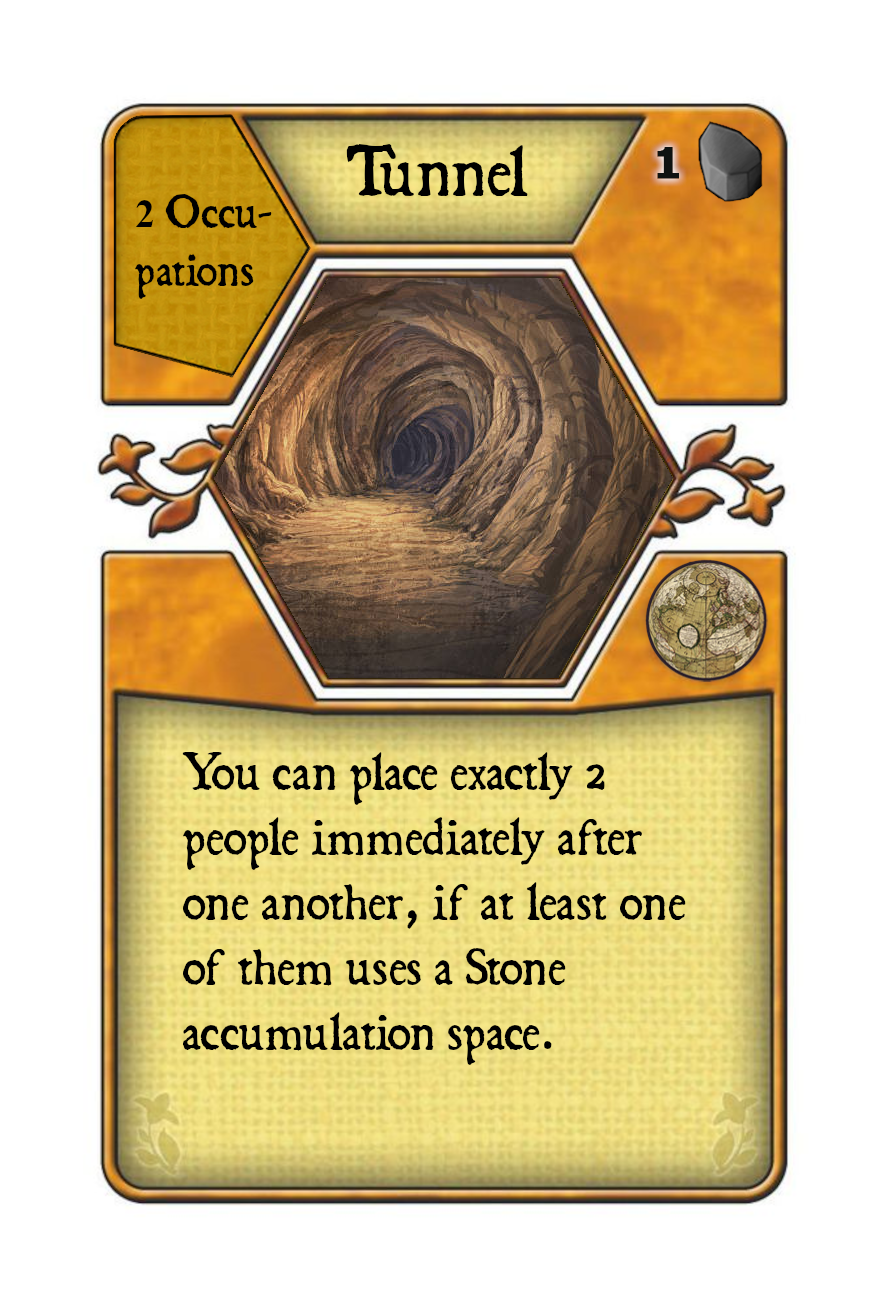 Tunnel
1
2 Occu-
pations
You can place exactly 2
people immediately after
one another, if at least one
of them uses a Stone
accumulation space.